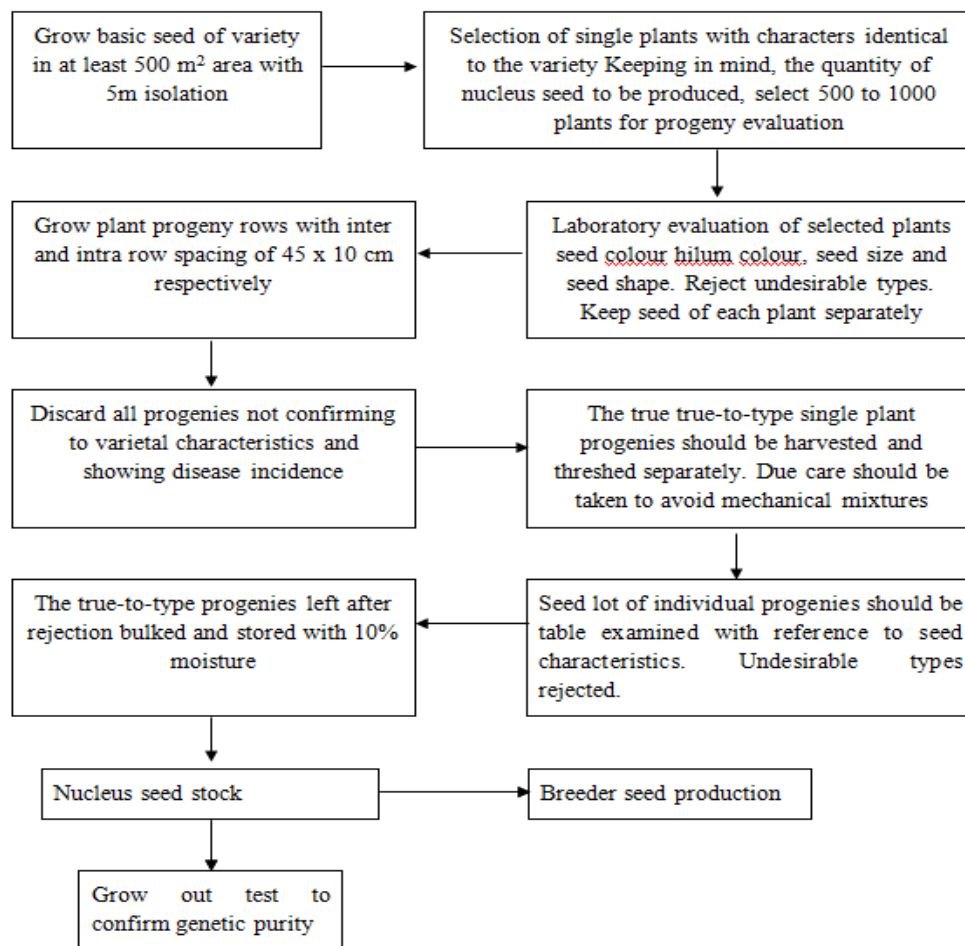 Grow basic seed of variety
in at least 500 m² area with
5m isolation
Selection of single plants with characters identical
to the variety Keeping in mind, the quantity of
nucleus seed to be produced, select 500 to 1000
plants for progeny evaluation
Laboratory evaluation of selected plants
seed colour hilum colour, seed size and
seed shape. Reject undesirable types.
Keep seed of each plant separately
Grow plant progeny rows with inter
and intra row spacing of 45 x 10 cm
respectively
Discard all progenies not confirming
to varietal characteristics and
showing disease incidence
The true true-to-type single plant
progenies should be harvested and
threshed separately. Due care should be
taken to avoid mechanical mixtures
Seed lot of individual progenies should be
table examined with reference to seed
characteristics. Undesirable types
rejected.
The true-to-type progenies left after
rejection bulked and stored with 10%
moisture
Nucleus seed stock
Breeder seed production
Grow out test to
confirm genetic purity